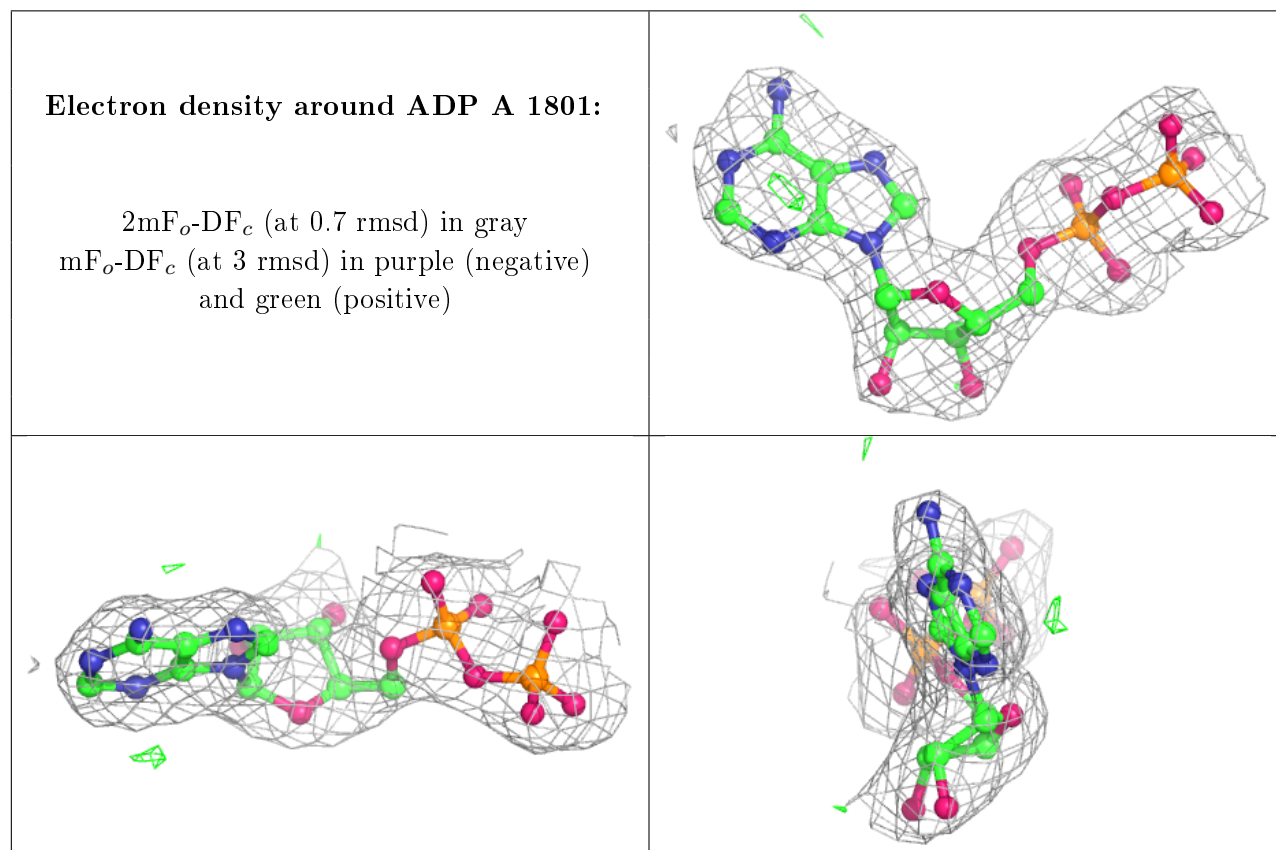 Electron density around ADP A 1801:
2mFo-DFc (at 0.7 rmsd) in gray
mFo-DFc (at 3 rmsd) in purple (negative)
and green (positive)